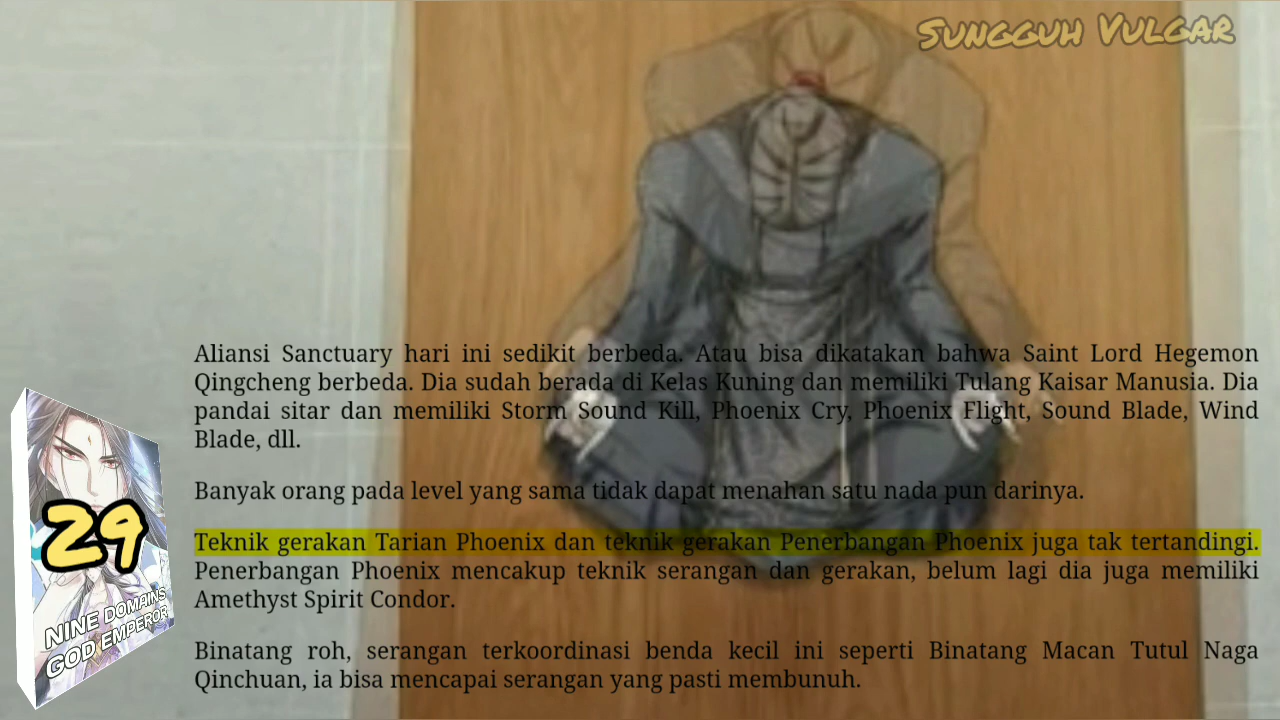 Sungguh Vulgar
Aliansi Sanctuary hari ini sedikit berbeda. Atau bisa dikatakan bahwa Saint Lord Hegemon
Qingcheng berbeda. Dia sudah berada di Kelas Kuning dan memiliki Tulang Kaisar Manusia. Dia
pandai sitar dan memiliki Storm Sound Kill, Phoenix Cry, Phoenix Flight, Sound Blade, Wind
Blade, dll.
Banyak orang pada level yang sama tidak dapat menahan satu nada pun darinya.
Teknik gerakan Tarian Phoenix dan teknik gerakan Penerbangan Phoenix juga tak tertandingi.
Penerbangan Phoenix mencakup teknik serangan dan gerakan, belum lagi dia juga memiliki
Amethyst Spirit Condor.
Binatang roh, serangan terkoordinasi benda kecil ini seperti Binatang Macan Tutul Naga
Qinchuan, ia bisa mencapai serangan yang pasti membunuh.
29
NINE DOMAINS
GOD EMPEROR